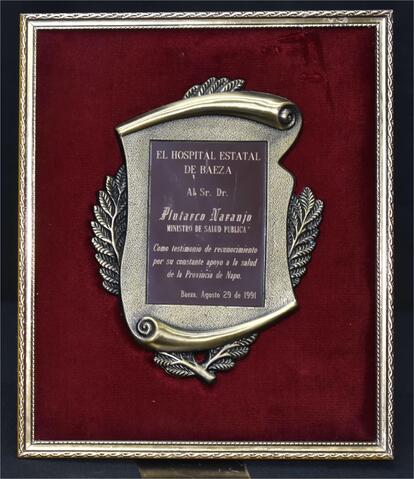 EL HOSPITAL ESTATAL
DE BAEZA
Al Sr. Dr.
Plutarco Naranjo
MINISTRO DE SALUD PUBLICA
Como testimonio de reconocimiento
por su constante apoyo a la salud
de la Provincia de Napo.
Baeza, Agosto 29 de 1991